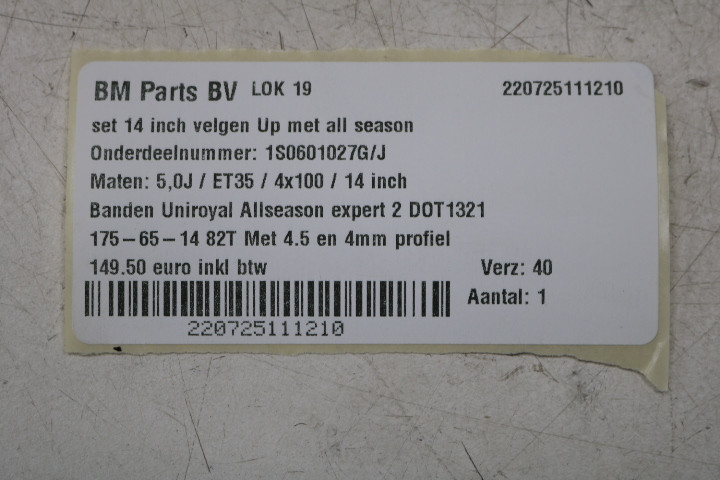 BM Parts BV LOK 19 220725111210
set 14 inch velgen Up met all season
Onderdeelnummer: 1S0601027G/J
Maten: 5,0J / ET35 / 4x100 / 14 inch
Banden Uniroyal Allseason expert 2 DOT1321
175-65-14 82T Met 4.5 en 4mm profiel
149.50 euro inkl btw Verz: 40
Aantal: 1
220725111210